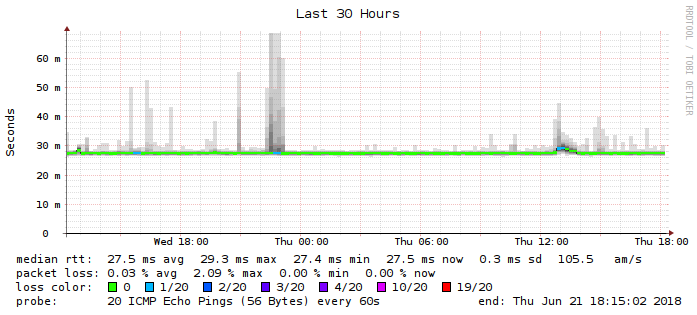 Last 30 Hours
RRDTOOL / TOBI OETIKER
Seconds
60 m
50 m
40 m
30 m
20 m
10 m
0
Wed 18:00 Thu 00:00 Thu 06:00 Thu 12:00 Thu 18:00
median rtt: 27.5 ms avg 29.3 ms max 27.4 ms min 27.5 ms now 0.3 ms sd 105.5 am/s
packet loss: 0.03 % avg 2.09 % max 0.00 % min 0.00 % now
loss color: 0 1/20 2/20 3/20 4/20 10/20 19/20
probe: 20 ICMP Echo Pings (56 Bytes) every 60s end: Thu Jun 21 18:15:02 2018